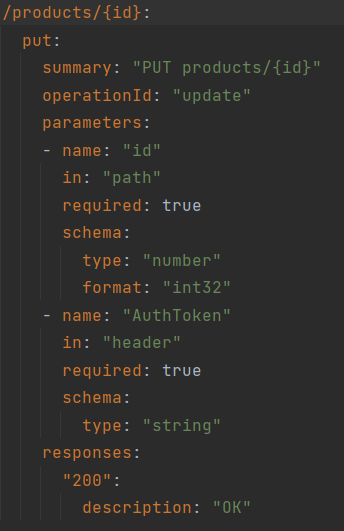 /products/{id}:
  put:
    summary: "PUT products/{id}"
    operationId: "update"
    parameters:
    - name: "id"
      in: "path"
      required: true
      schema:
        type: "number"
        format: "int32"
    - name: "AuthToken"
      in: "header"
      required: true
      schema:
        type: "string"
    responses:
      "200":
        description: "OK"